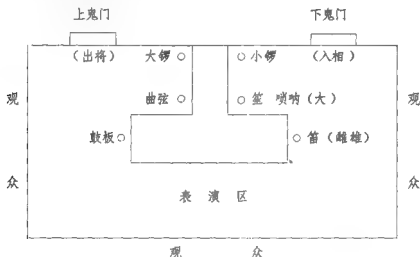 上鬼门 下鬼门
(出将) 大锣 小锣 (入相)
观 曲弦 笙 唢呐(大) 观
鼓板 笛(雌雄)
众 众
表演区
观众